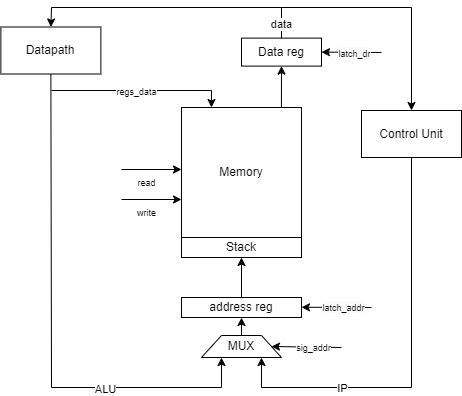 data
Datapath
Data reg
latch_dr
regs_data
Control Unit
Memory
read
write
Stack
address reg
latch_addr
MUX
sig_addr
ALU
IP